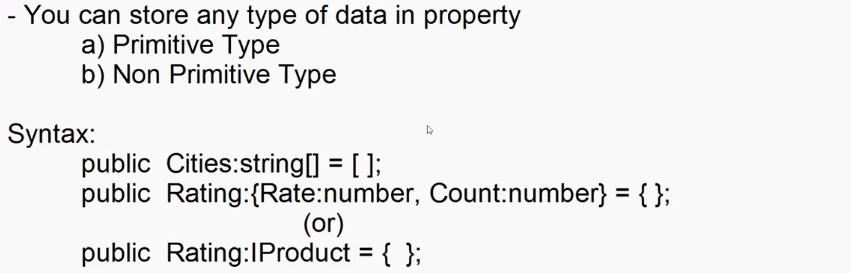 - You can store any type of data in property
a) Primitive Type
b) Non Primitive Type
Syntax:
public Cities:string[] = [ ];
public Rating:{Rate:number, Count:number} = { };
(or)
public Rating:IProduct = { };